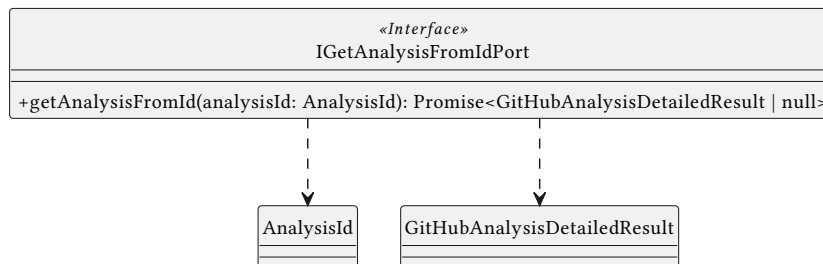 «Interface»
IGetAnalysisFromIdPort
+getAnalysisFromId(analysisId: AnalysisId): Promise<GitHubAnalysisDetailedResult | null>
AnalysisId
GitHubAnalysisDetailedResult